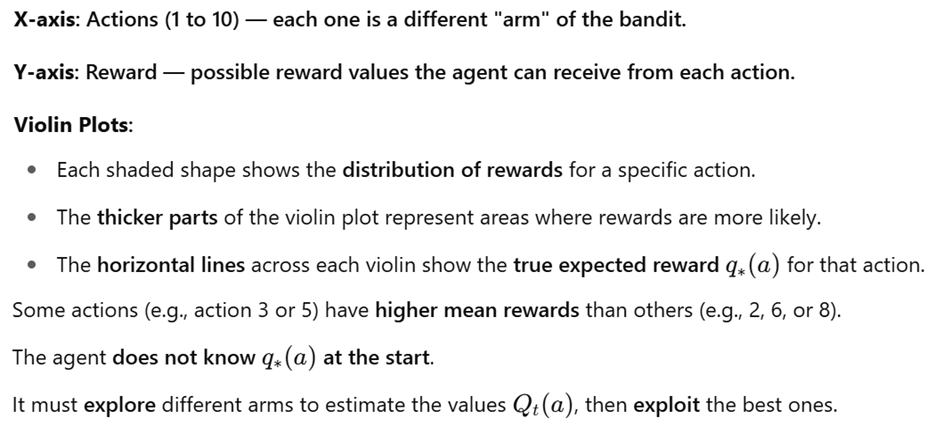 X-axis: Actions (1 to 10) — each one is a different "arm" of the bandit.
Y-axis: Reward — possible reward values the agent can receive from each action.
Violin Plots:
• Each shaded shape shows the distribution of rewards for a specific action.
• The thicker parts of the violin plot represent areas where rewards are more likely.
• The horizontal lines across each violin show the true expected reward q∗(a) for that action.
Some actions (e.g., action 3 or 5) have higher mean rewards than others (e.g., 2, 6, or 8).
The agent does not know q∗(a) at the start.
It must explore different arms to estimate the values Qₜ(a), then exploit the best ones.